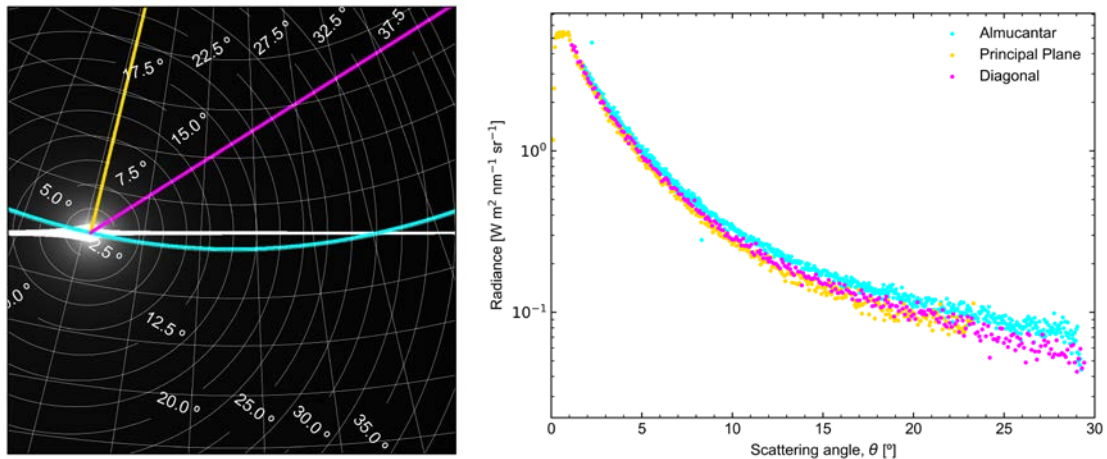 22.5 º
27.5 º
32.5 º
37.5
17.5 º
15.0 º
7.5 º
5.0 º
2.5 º
.0 º
12.5 º
20.0 º
25.0 º
30.0 º
35.0 º
Radiance [W m² nm⁻¹ sr⁻¹]
10⁰
10⁻¹
Almucantar
Principal Plane
Diagonal
0 5 10 15 20 25 30
Scattering angle, θ [º]